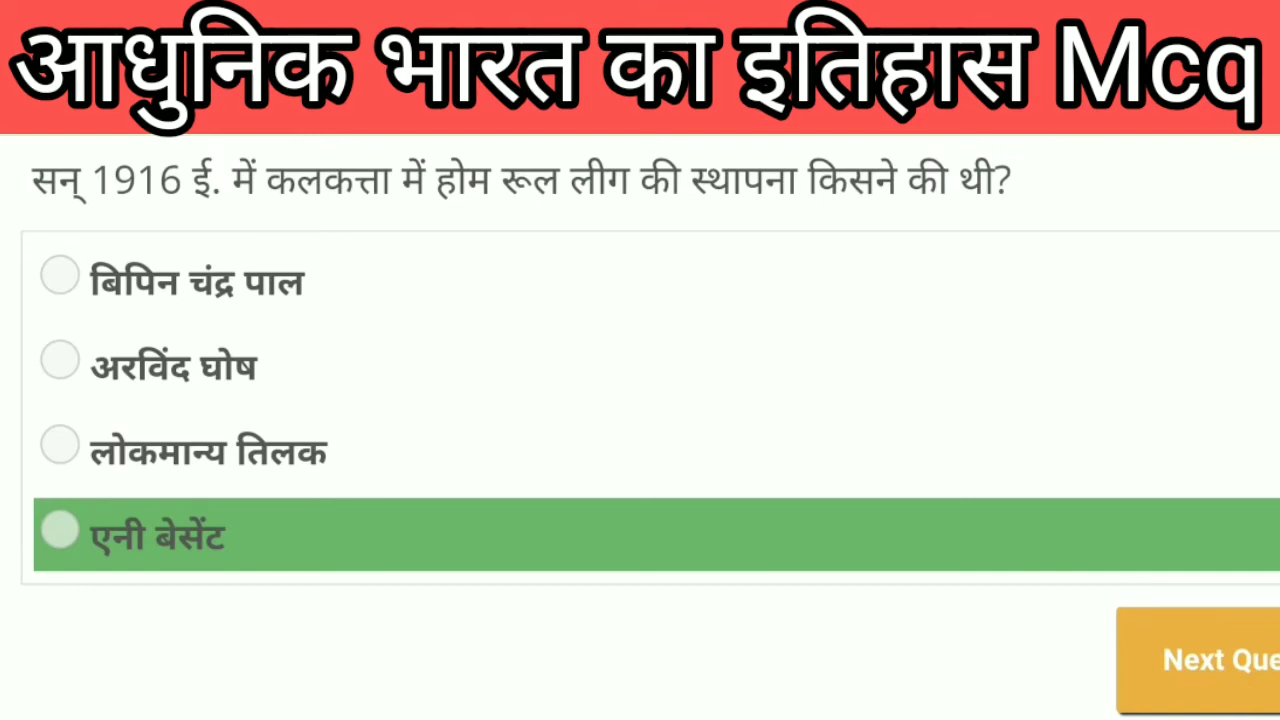 आधुनिक भारत का इतिहास Mcq
सन् 1916 ई. में कलकत्ता में होम रूल लीग की स्थापना किसने की थी?
बिपिन चंद्र पाल
अरविंद घोष
लोकमान्य तिलक
एनी बेसेंट
Next Que